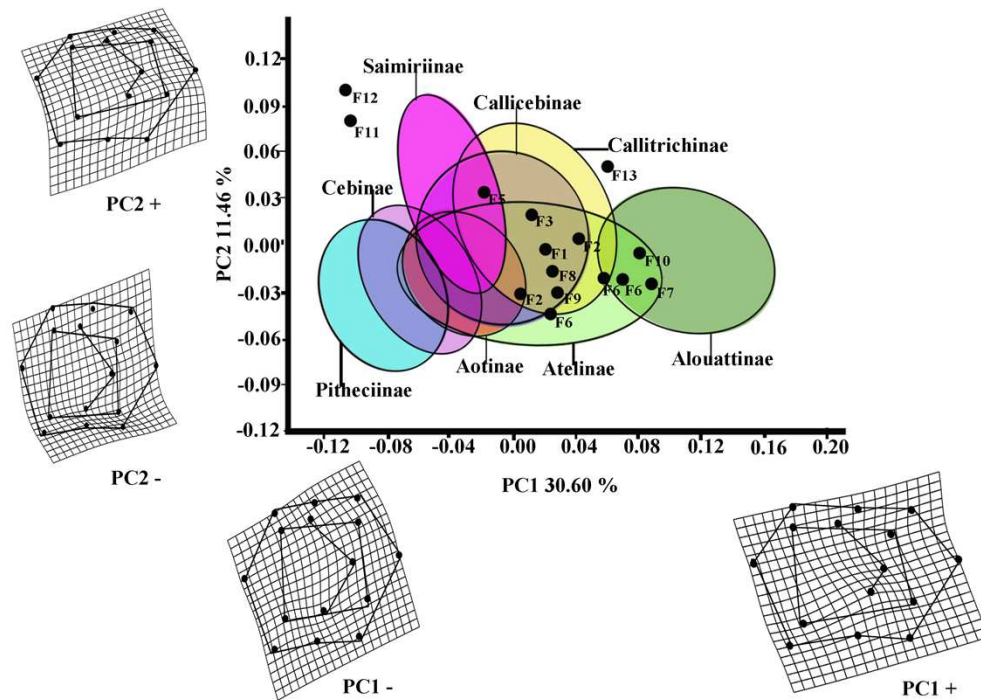 PC2 +
PC2 -
PC2 11.46 %
0.12
0.09
0.06
0.03
0.00
-0.03
-0.06
-0.09
-0.12
Saimiriinae
Callicebinae
Callitrichinae
Cebinae
Pitheciinae
Aotinae
Atelinae
Alouattinae
F12
F11
F13
F5
F3
F1
F2
F8
F10
F2
F9
F6
F6
F7
F6
-0.12
-0.08
-0.04
0.00
0.04
0.08
0.12
0.16
0.20
PC1 30.60 %
PC1 -
PC1 +